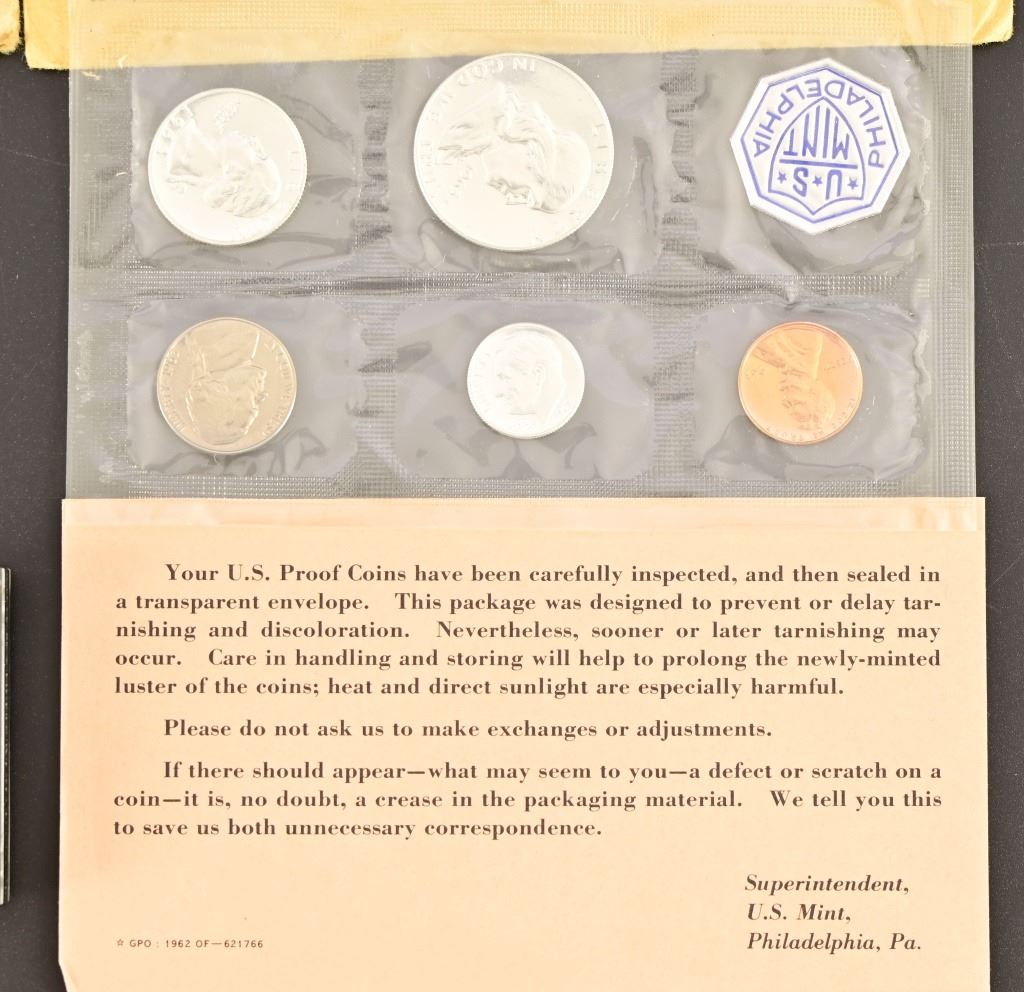 IN GOD WE
PHILADELPHIA
U·S
MINT
Your U.S. Proof Coins have been carefully inspected, and then sealed in
a transparent envelope. This package was designed to prevent or delay tar-
nishing and discoloration. Nevertheless, sooner or later tarnishing may
occur. Care in handling and storing will help to prolong the newly-minted
luster of the coins; heat and direct sunlight are especially harmful.
Please do not ask us to make exchanges or adjustments.
If there should appear—what may seem to you—a defect or scratch on a
coin—it is, no doubt, a crease in the packaging material. We tell you this
to save us both unnecessary correspondence.
Superintendent,
U.S. Mint,
Philadelphia, Pa.
☆ GPO : 1962 OF—621766